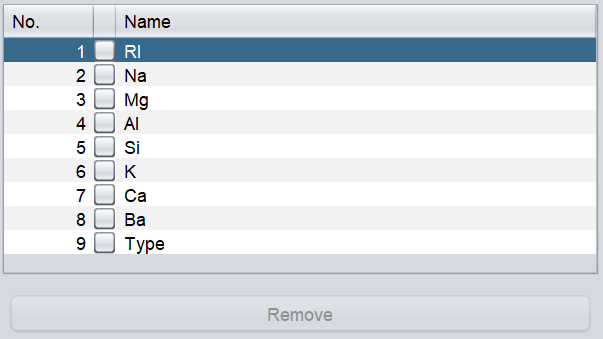 No. Name
1 RI
2 Na
3 Mg
4 Al
5 Si
6 K
7 Ca
8 Ba
9 Type
Remove